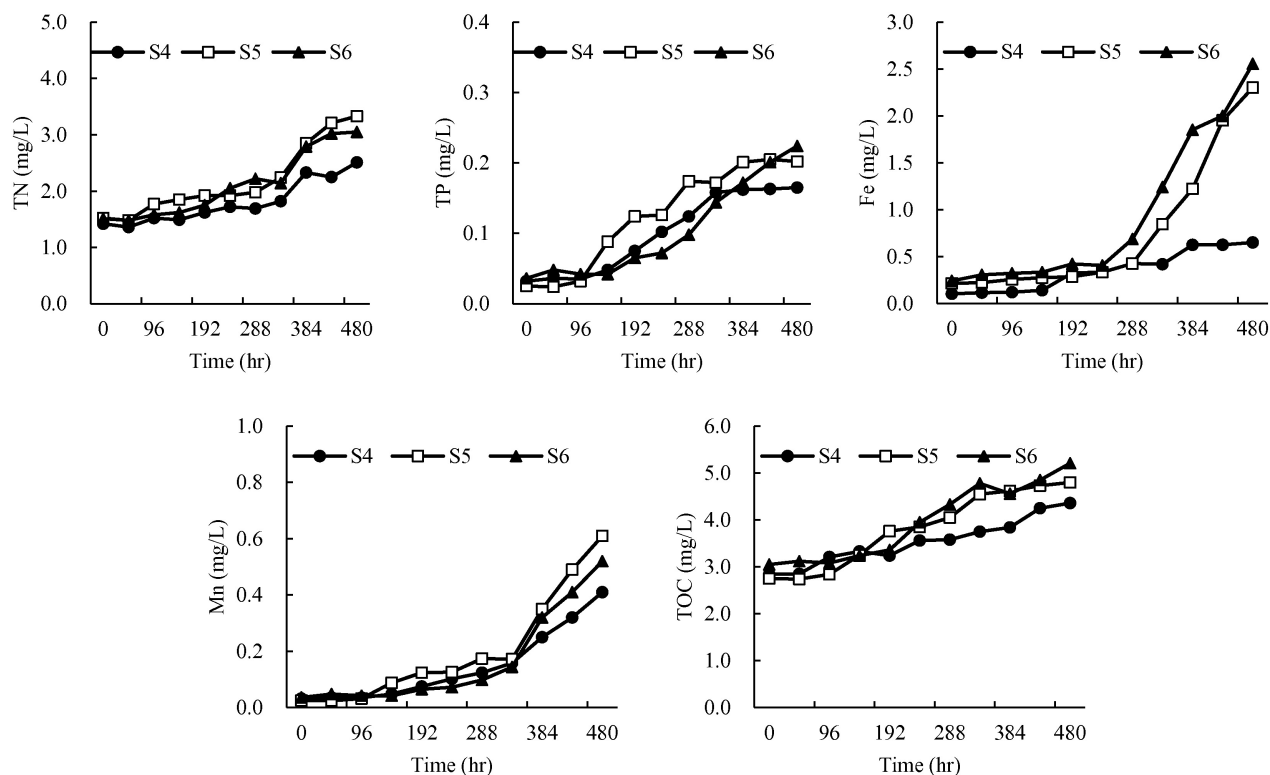 5.0
4.0
3.0
2.0
1.0
0.0
TN (mg/L)
S4 S5 S6
0 96 192 288 384 480
Time (hr)
0.4
0.3
0.2
0.1
0.0
TP (mg/L)
S4 S5 S6
0 96 192 288 384 480
Time (hr)
3.0
2.5
2.0
1.5
1.0
0.5
0.0
Fe (mg/L)
S4 S5 S6
0 96 192 288 384 480
Time (hr)
1.0
0.8
0.6
0.4
0.2
0.0
Mn (mg/L)
S4 S5 S6
0 96 192 288 384 480
Time (hr)
6.0
5.0
4.0
3.0
2.0
1.0
0.0
TOC (mg/L)
S4 S5 S6
0 96 192 288 384 480
Time (hr)